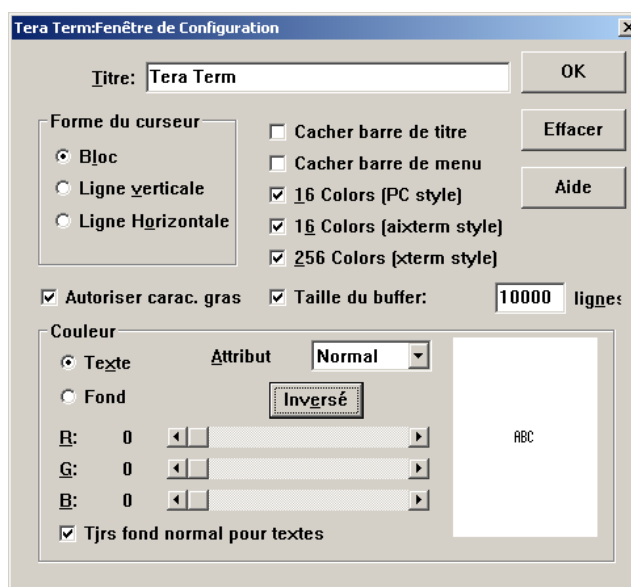 Tera Term:Fenêtre de Configuration
Titre: Tera Term
OK
Forme du curseur
Bloc
Ligne verticale
Ligne Horizontale
Cacher barre de titre
Cacher barre de menu
16 Colors (PC style)
16 Colors (aixterm style)
256 Colors (xterm style)
Effacer
Aide
Autoriser carac. gras
Taille du buffer: 10000 lignes
Couleur
Texte
Attribut Normal
Fond
Inversé
R: 0
G: 0
B: 0
ABC
Tjrs fond normal pour textes